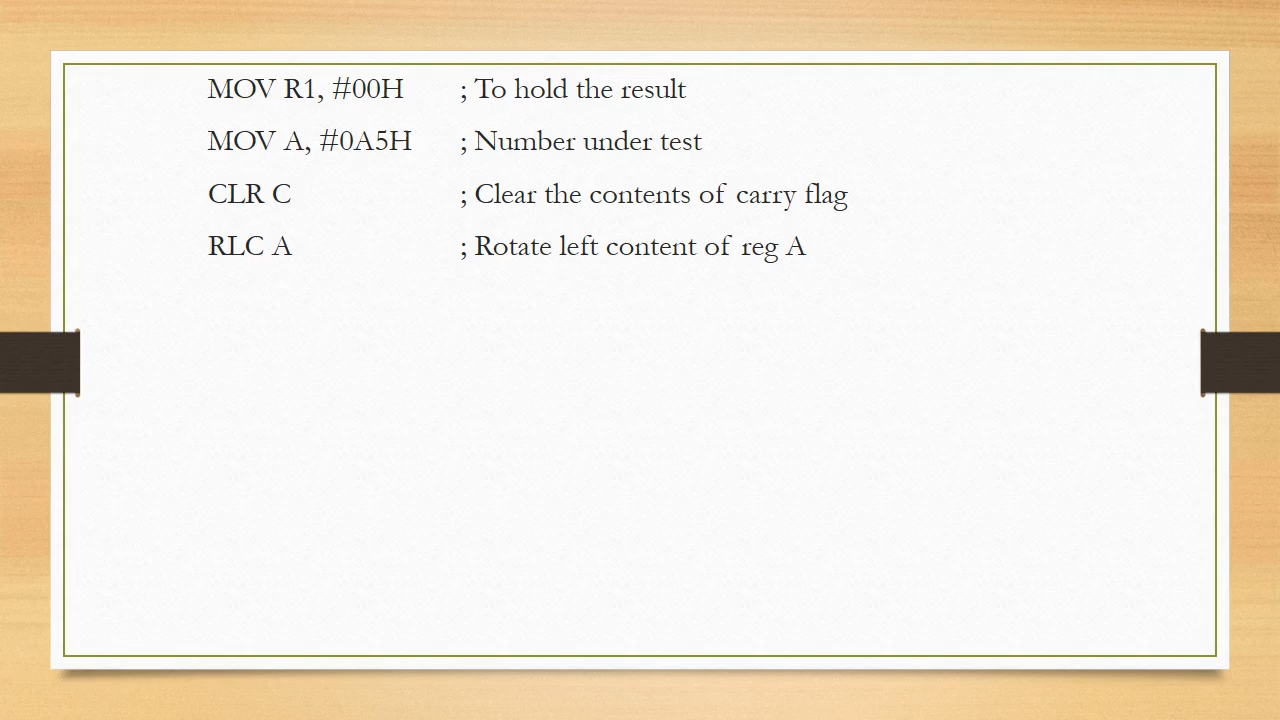 MOV R1, #00H ; To hold the result
MOV A, #0A5H ; Number under test
CLR C ; Clear the contents of carry flag
RLC A ; Rotate left content of reg A